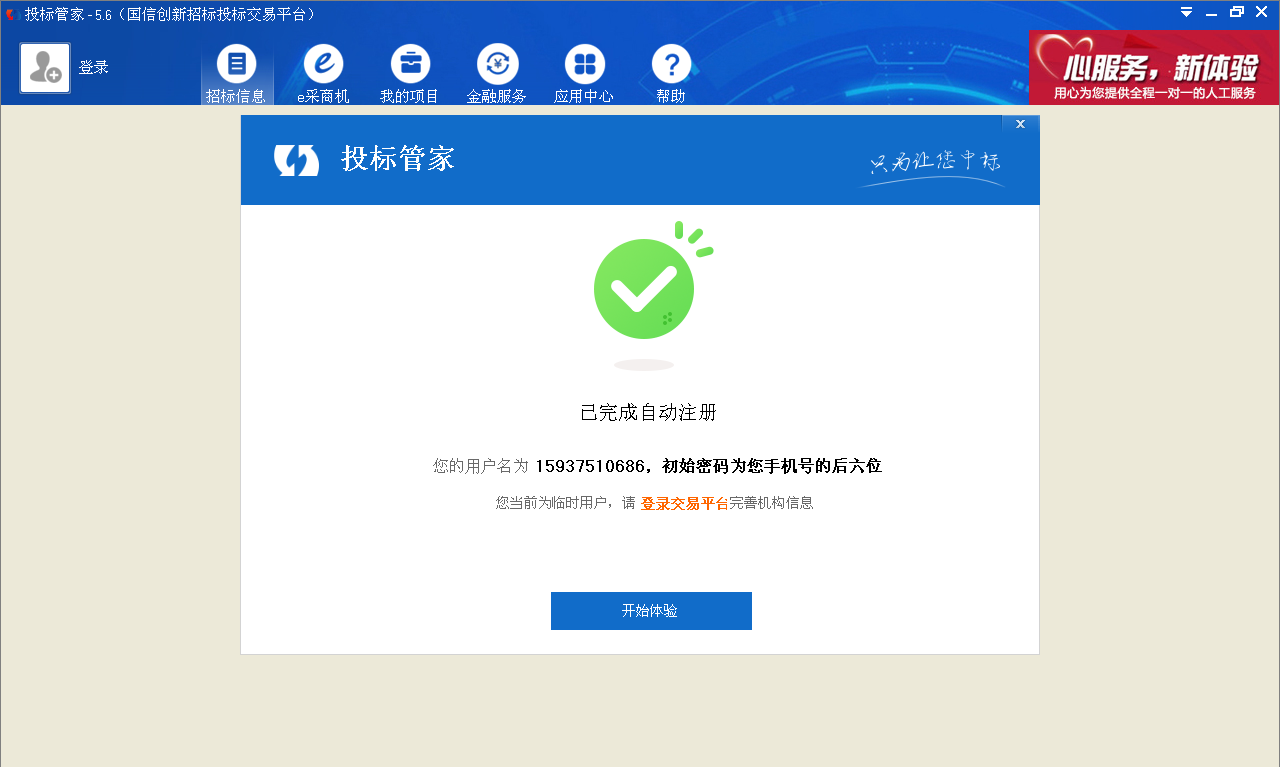 投标管家 - 5.6（国信创新招标投标交易平台）
登录
招标信息
e采商机
我的项目
金融服务
应用中心
帮助
心服务，新体验
用心为您提供全程一对一的人工服务
x
投标管家
只为让您中标
已完成自动注册
您的用户名为 15937510686，初始密码为您手机号的后六位
您当前为临时用户，请 登录交易平台完善机构信息
开始体验